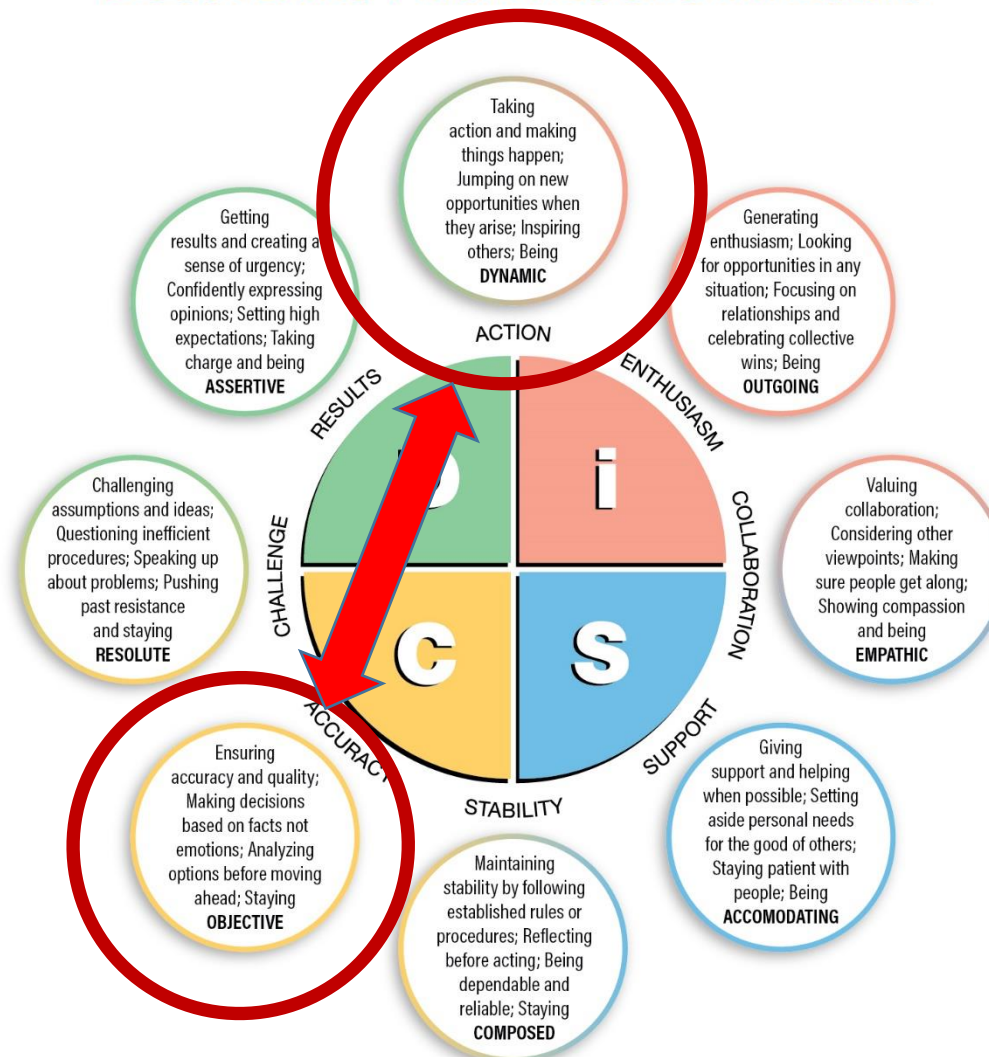 Taking
action and making
things happen;
Jumping on new
opportunities when
they arise; Inspiring
others; Being
DYNAMIC
Getting
results and creating a
sense of urgency;
Confidently expressing
opinions; Setting high
expectations; Taking
charge and being
ASSERTIVE
Generating
enthusiasm; Looking
for opportunities in any
situation; Focusing on
relationships and
celebrating collective
wins; Being
OUTGOING
ACTION
RESULTS
ENTHUSIASM
i
Challenging
assumptions and ideas;
Questioning inefficient
procedures; Speaking up
about problems; Pushing
past resistance
and staying
RESOLUTE
CHALLENGE
COLLABORATION
Valuing
collaboration;
Considering other
viewpoints; Making
sure people get along;
Showing compassion
and being
EMPATHIC
C
S
ACCURACY
SUPPORT
STABILITY
Ensuring
accuracy and quality;
Making decisions
based on facts not
emotions; Analyzing
options before moving
ahead; Staying
OBJECTIVE
Giving
support and helping
when possible; Setting
aside personal needs
for the good of others;
Staying patient with
people; Being
ACCOMODATING
Maintaining
stability by following
established rules or
procedures; Reflecting
before acting; Being
dependable and
reliable; Staying
COMPOSED